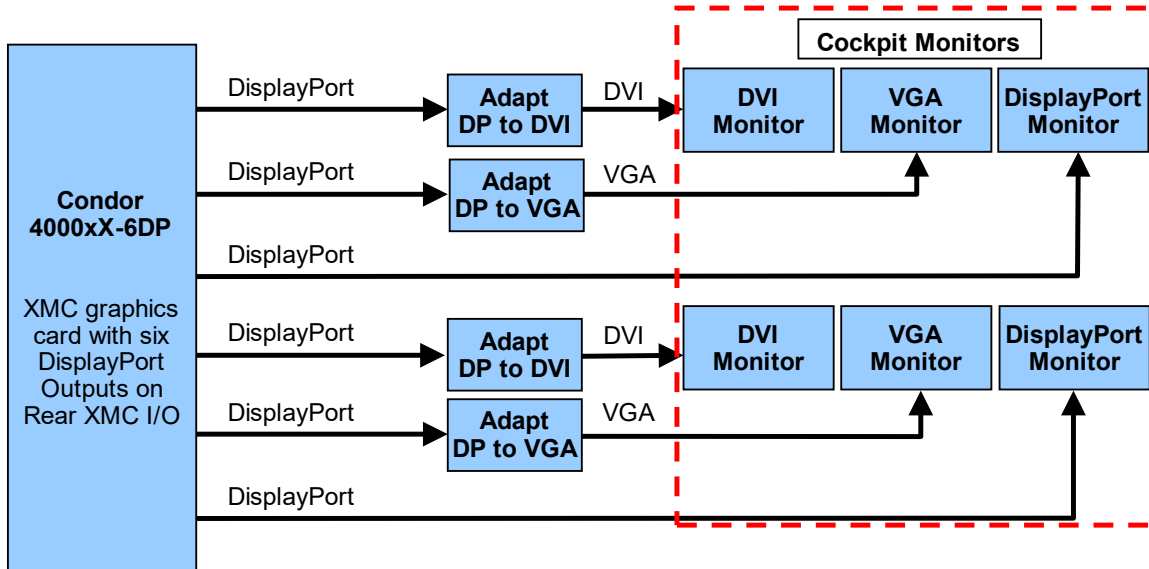 Cockpit Monitors
Condor
4000xX-6DP
XMC graphics
card with six
DisplayPort
Outputs on
Rear XMC I/O
DisplayPort
Adapt
DP to DVI
DVI
DVI
Monitor
VGA
Monitor
DisplayPort
Monitor
DisplayPort
Adapt
DP to VGA
VGA
DisplayPort
DisplayPort
Adapt
DP to DVI
DVI
DVI
Monitor
VGA
Monitor
DisplayPort
Monitor
DisplayPort
Adapt
DP to VGA
VGA
DisplayPort